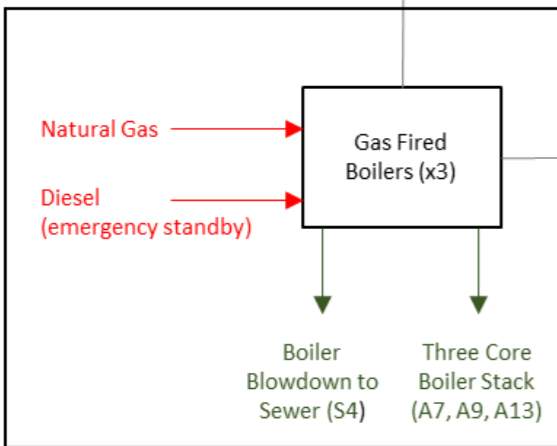 Natural Gas
Gas Fired
Boilers (x3)
Diesel
(emergency standby)
Boiler
Blowdown to
Sewer (S4)
Three Core
Boiler Stack
(A7, A9, A13)